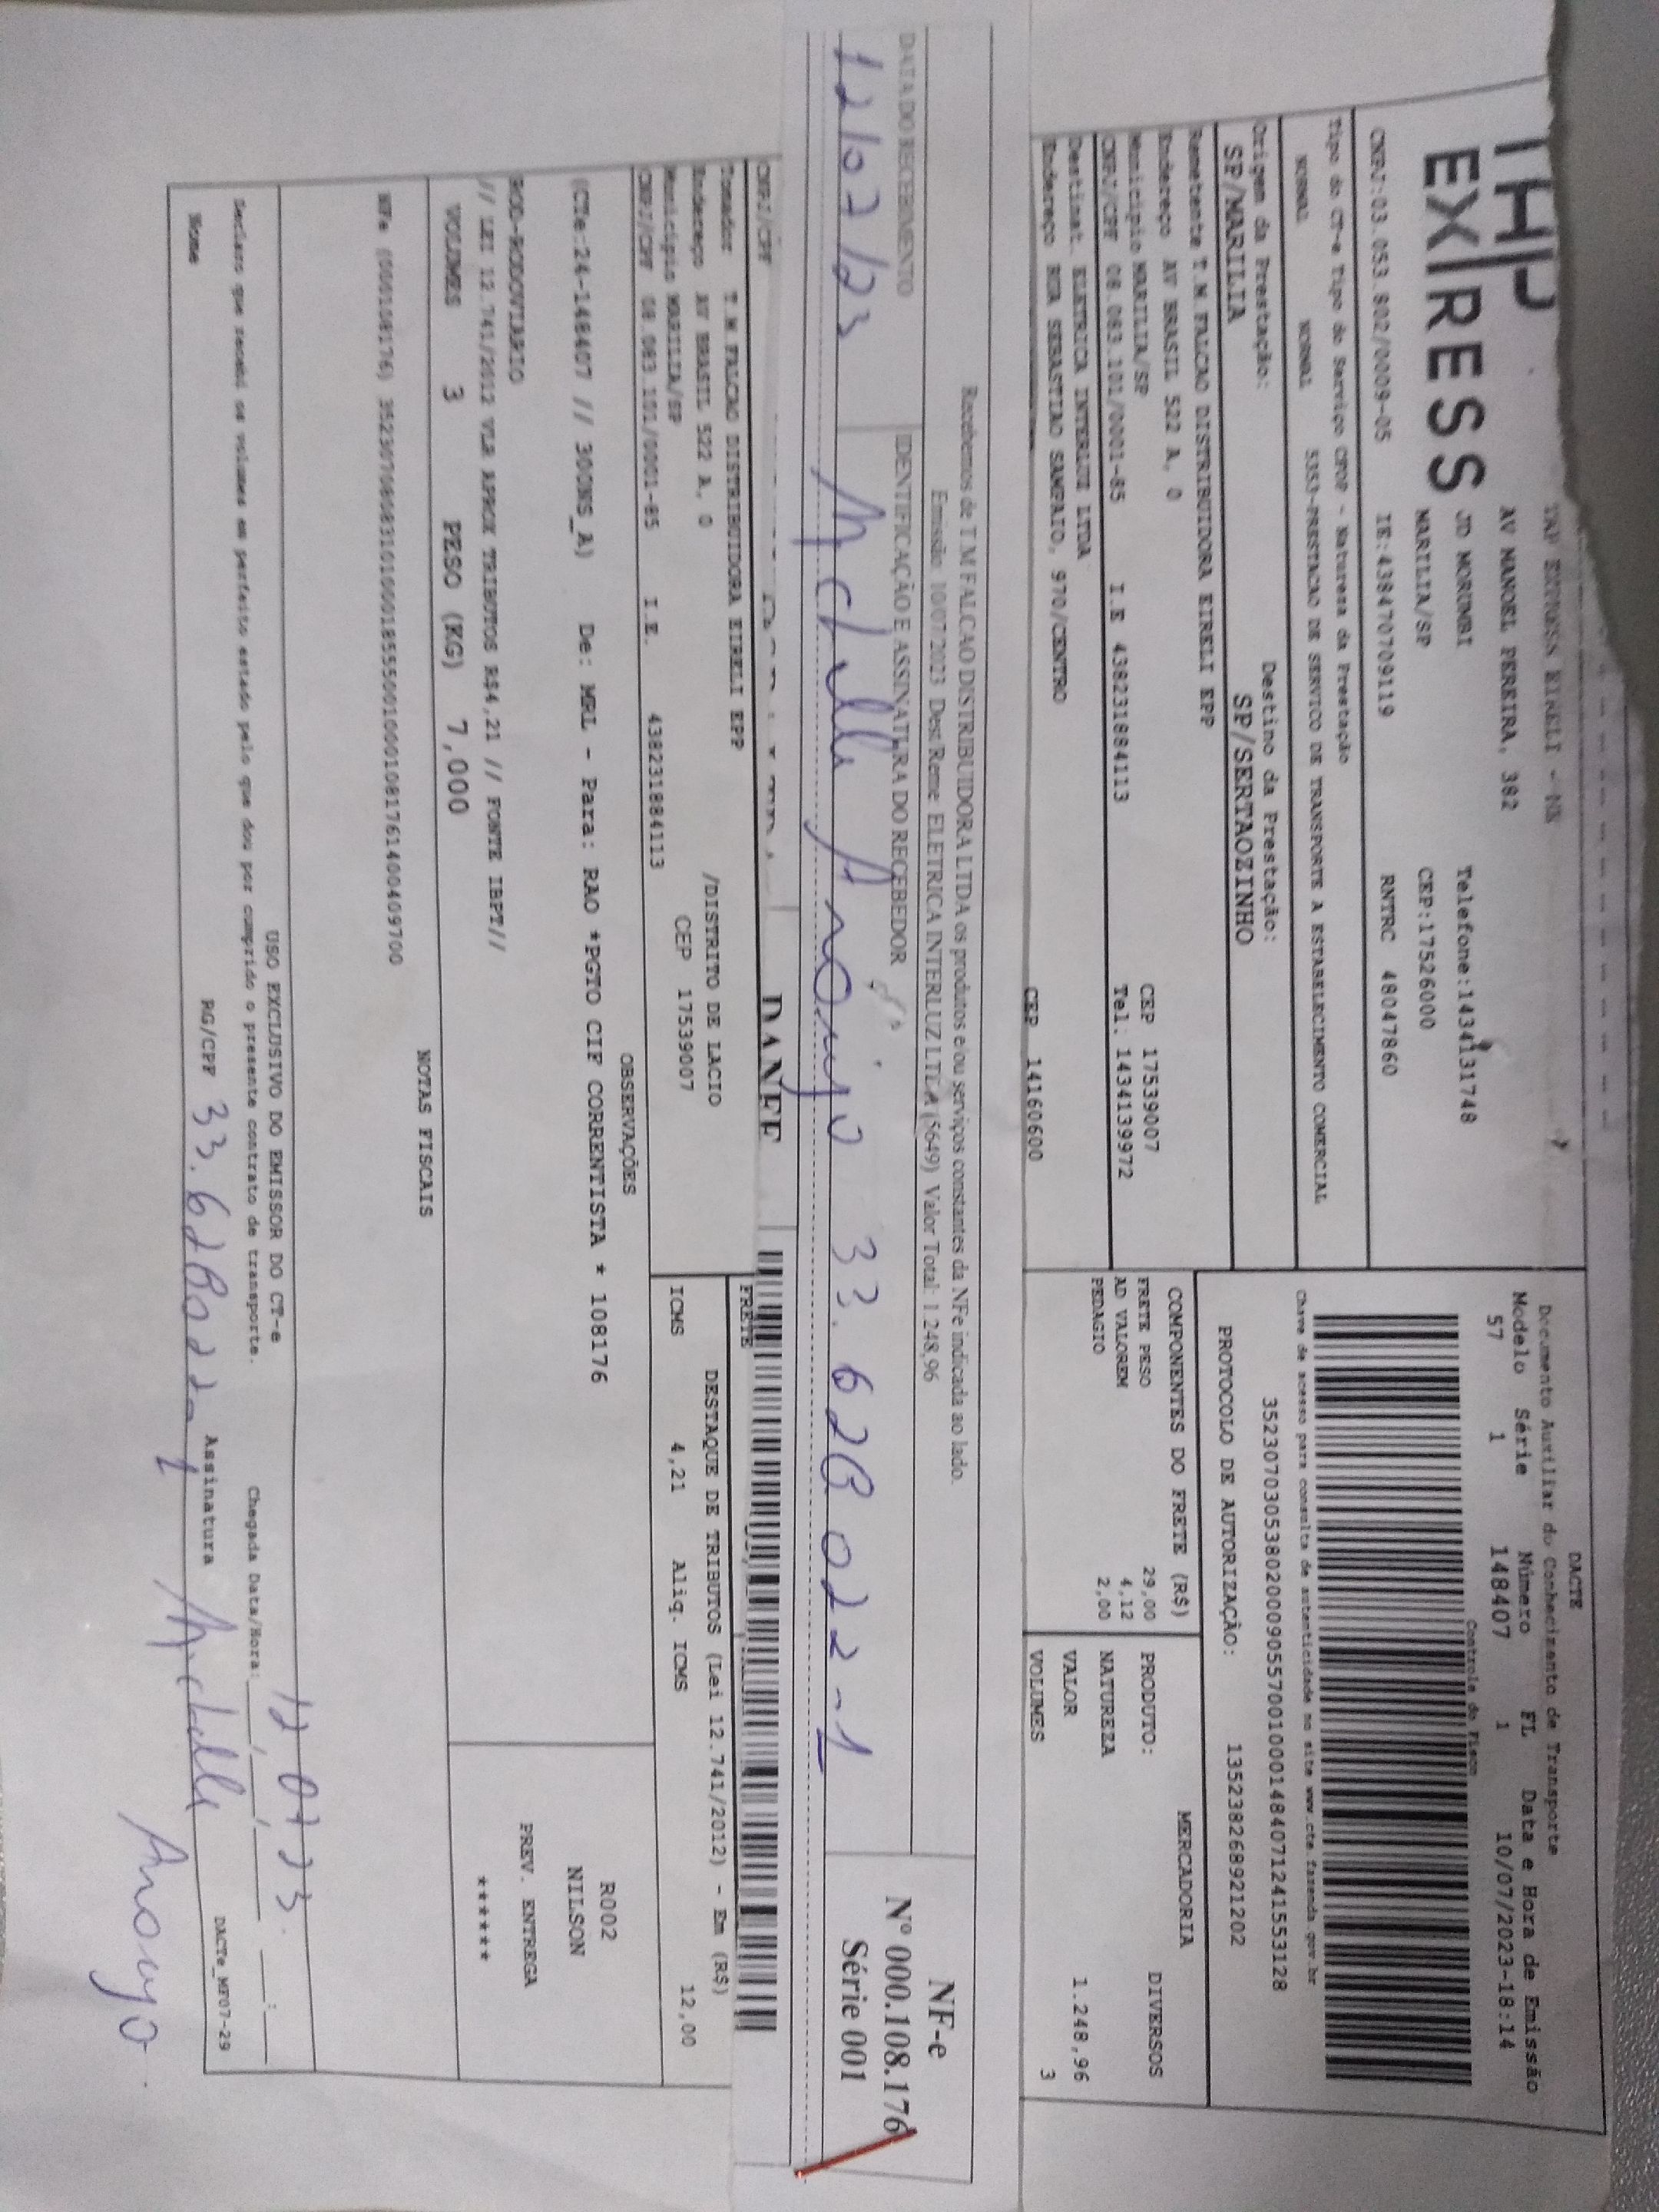 THP
EXPRESS
THP EXPRESS EIRELI - ME
AV MANOEL PEREIRA, 382
JD MORUMBI
MARILIA/SP
Telefone:1434131748
CEP:17526000
CNPJ:03.053.802/0009-05 IE:438470709119 RNTRC 48047860
Tipo do CT-e Tipo do Serviço CFOP - Natureza da Prestação
NORMAL NORMAL 5353-PRESTACAO DE SERVICO DE TRANSPORTE A ESTABELECIMENTO COMERCIAL
Origem da Prestação: Destino da Prestação:
SP/MARILIA SP/SERTAOZINHO
DACTE
Documento Auxiliar do Conhecimento de Transporte
Modelo Série Número FL Data e Hora de Emissão
57 1 148407 1 10/07/2023-18:14
Controle do Fisco
Chave de acesso para consulta de autenticidade no site www.cte.fazenda.gov.br
35230703053802000905570010001484071241553128
PROTOCOLO DE AUTORIZAÇÃO: 135238268921202
Remetente T.M FALCAO DISTRIBUIDORA EIRELI EPP
Endereço AV BRASIL 522 A, 0
Município MARILIA/SP CEP 17539007
CNPJ/CPF 08.083.101/0001-85 I.E 438231884113 Tel: 1434139972
Destinat. ELETRICA INTERLUZ LTDA
Endereço RUA SEBASTIAO SAMPAIO, 970/CENTRO CEP 14160600
COMPONENTES DO FRETE (R$)
FRETE PESO 29,00
AD VALOREM 4,12
PEDAGIO 2,00
MERCADORIA
PRODUTO: DIVERSOS
NATUREZA
VALOR 1.248,96
VOLUMES 3
Recebemos de T M FALCAO DISTRIBUIDORA LTDA os produtos e/ou serviços constantes da NFe indicada ao lado.
Emissão: 10/07/2023 Dest/Reme: ELETRICA INTERLUZ LTDA (5649) Valor Total: 1.248,96
DATA DO RECEBIMENTO IDENTIFICAÇÃO E ASSINATURA DO RECEBEDOR
12/07/23 33.628022-1
NF-e
Nº 000.108.176
Série 001
DANFE
CNPJ/CPF
Tomador T.M FALCAO DISTRIBUIDORA EIRELI EPP
Endereço AV BRASIL 522 A, 0 /DISTRITO DE LACIO
Município MARILIA/SP CEP 17539007
CNPJ/CPF 08.083.101/0001-85 I.E. 438231884113
FRETE
DESTAQUE DE TRIBUTOS (Lei 12.741/2012) - Em (R$)
ICMS 4,21 Aliq. ICMS 12,00
OBSERVAÇÕES
(CTe:24-148407 // 300NS_A) De: MRL - Para: RAO *PGTO CIF CORRENTISTA * 108176
ROD-RODOVIARIO
// LEI 12.741/2012 VLR APROX TRIBUTOS R$4,21 // FONTE IBPT//
VOLUMES 3 PESO (KG) 7,000
R002
NILSON
PREV. ENTREGA
******
NOTAS FISCAIS
USO EXCLUSIVO DO EMISSOR DO CT-e
Declaro que recebi os volumes em perfeito estado pelo que dou por cumprido o presente contrato de transporte.
Chegada Data/Hora: 12/07/23.
Nome RG/CPF Assinatura
DACTe_MF07-29